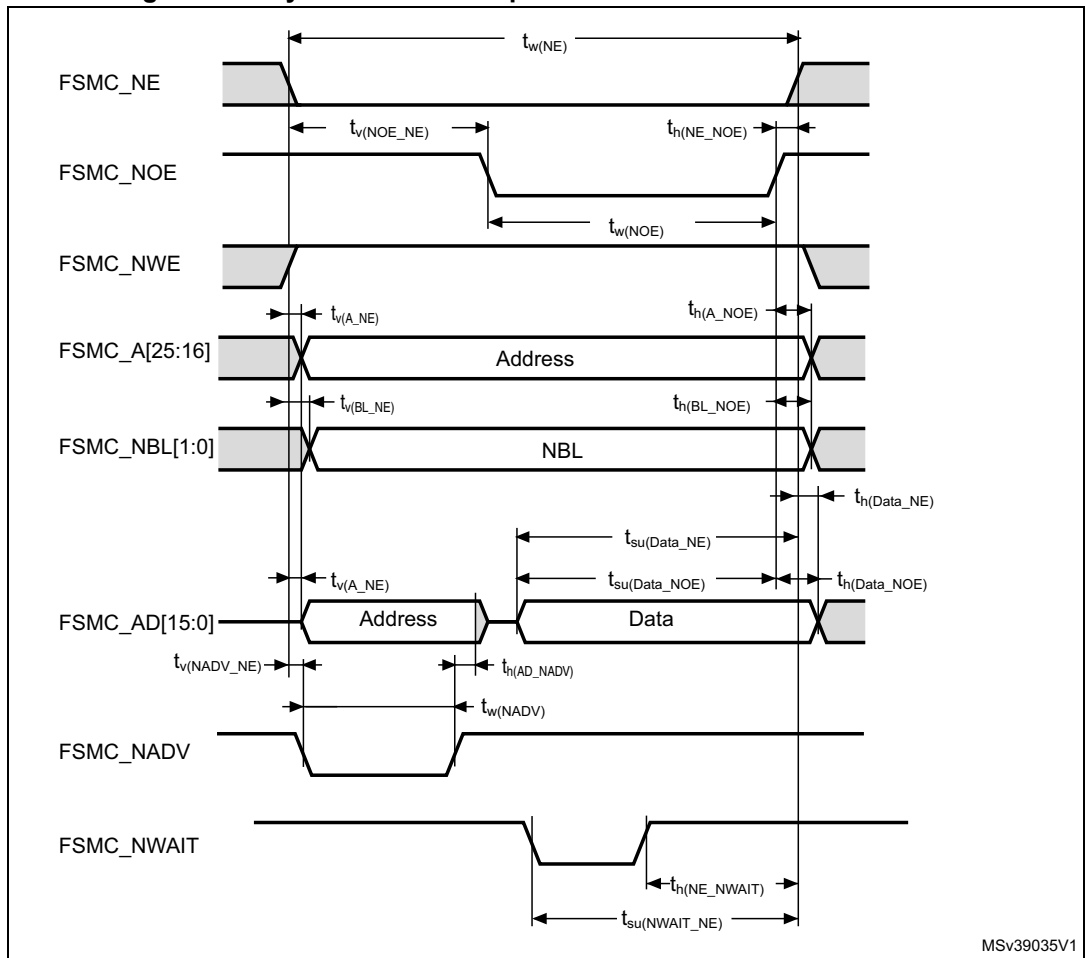 tw(NE)
FSMC_NE
tv(NOE_NE)
th(NE_NOE)
FSMC_NOE
tw(NOE)
FSMC_NWE
tv(A_NE)
th(A_NOE)
FSMC_A[25:16]
Address
tv(BL_NE)
th(BL_NOE)
FSMC_NBL[1:0]
NBL
th(Data_NE)
tsu(Data_NE)
tv(A_NE)
tsu(Data_NOE)
th(Data_NOE)
FSMC_AD[15:0]
Address
Data
tv(NADV_NE)
th(AD_NADV)
tw(NADV)
FSMC_NADV
FSMC_NWAIT
th(NE_NWAIT)
tsu(NWAIT_NE)
MSv39035V1